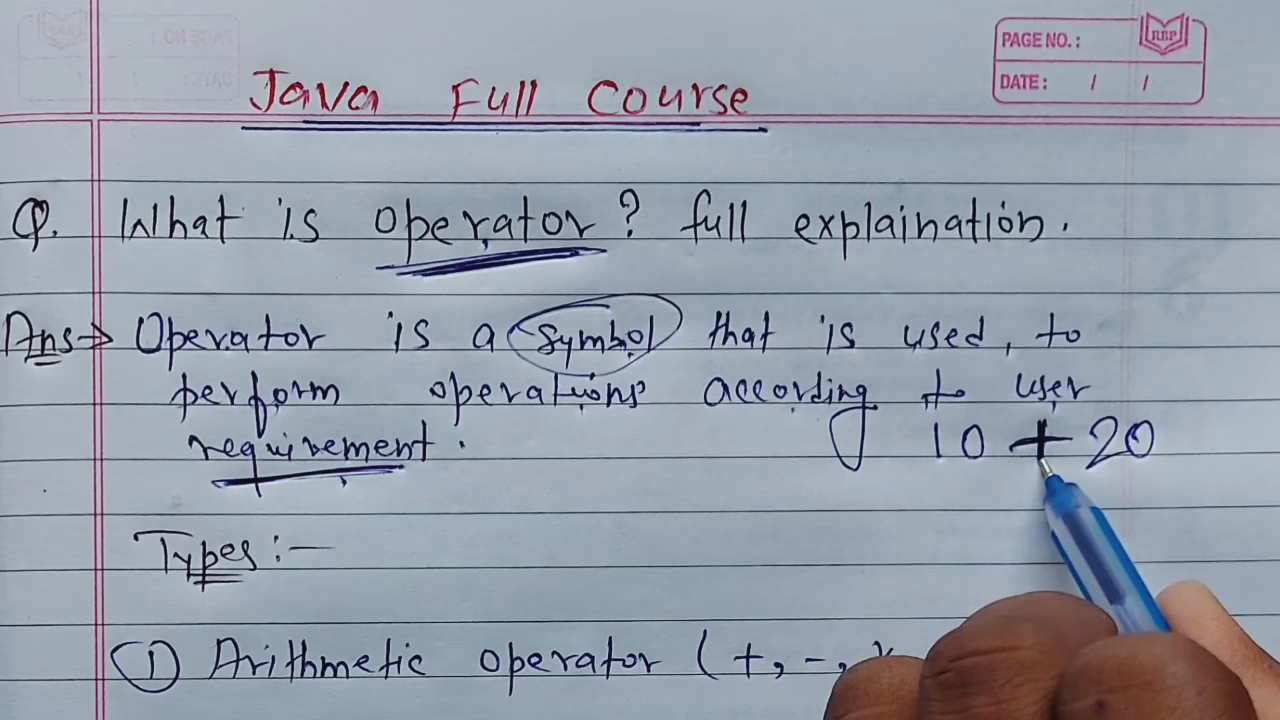 PAGE NO.:
RBP
DATE: / /
Java Full Course
Q. What is operator? full explaination.
Ans→ Operator is a symbol that is used, to
perform operations according to user
requirement.
10 + 20
Types:—
① Arithmetic operator (+, -,